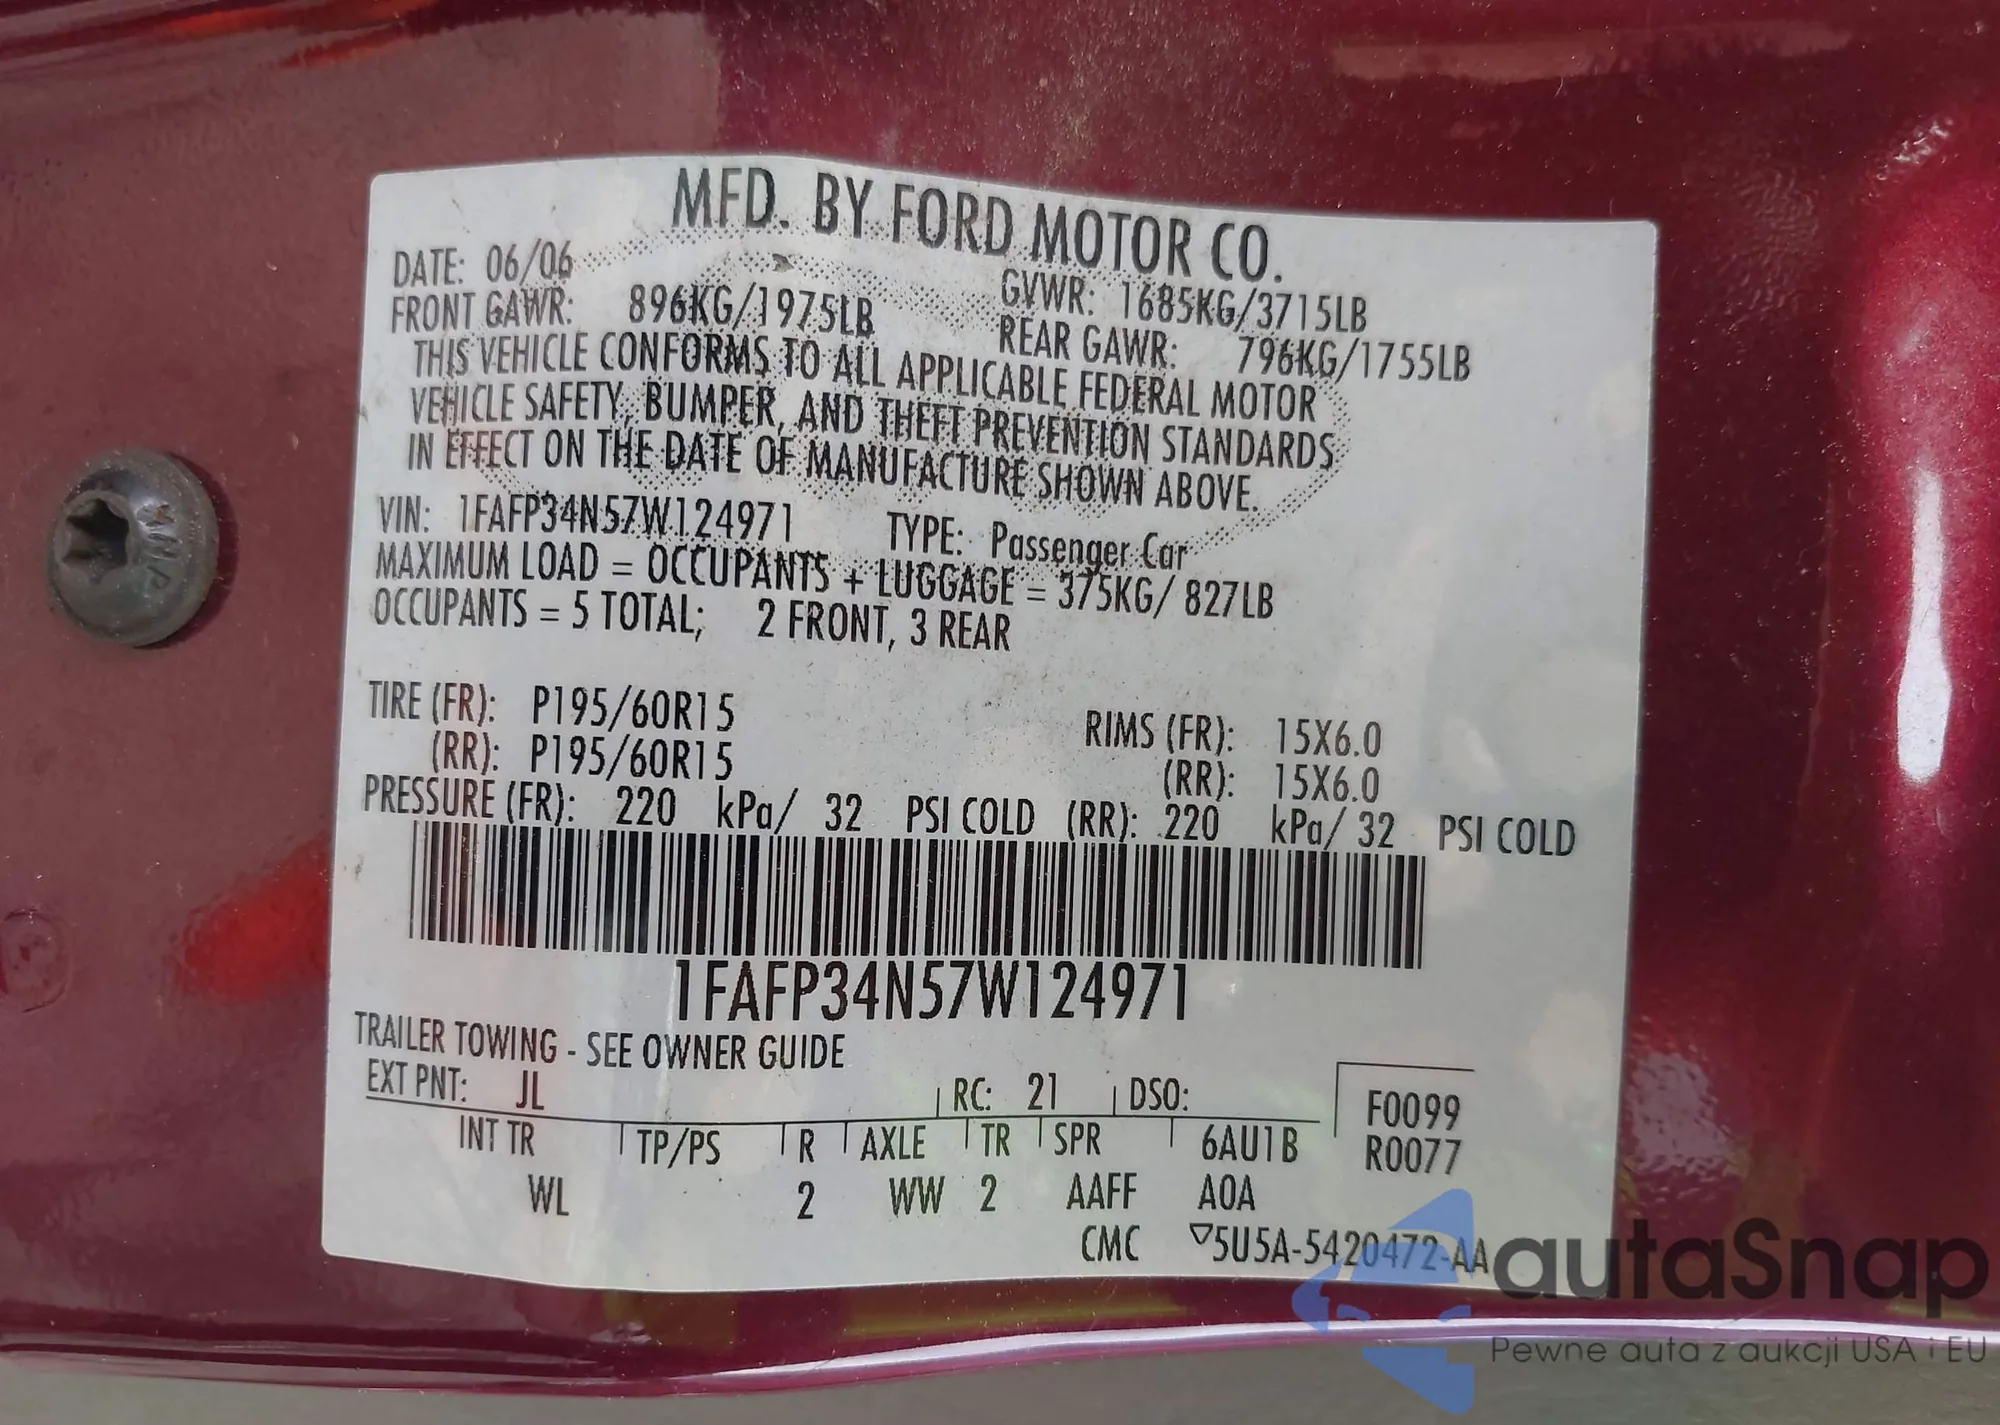 MFD. BY FORD MOTOR CO.
DATE: 06/06 GVWR: 1685KG/3715LB
FRONT GAWR: 896KG/1975LB REAR GAWR: 796KG/1755LB
THIS VEHICLE CONFORMS TO ALL APPLICABLE FEDERAL MOTOR
VEHICLE SAFETY, BUMPER, AND THEFT PREVENTION STANDARDS
IN EFFECT ON THE DATE OF MANUFACTURE SHOWN ABOVE.
VIN: 1FAFP34N57W124971 TYPE: Passenger Car
MAXIMUM LOAD = OCCUPANTS + LUGGAGE = 375KG/ 827LB
OCCUPANTS = 5 TOTAL; 2 FRONT, 3 REAR
TIRE (FR): P195/60R15 RIMS (FR): 15X6.0
(RR): P195/60R15 (RR): 15X6.0
PRESSURE (FR): 220 kPa/ 32 PSI COLD (RR): 220 kPa/ 32 PSI COLD
1FAFP34N57W124971
TRAILER TOWING - SEE OWNER GUIDE
EXT PNT: JL RC: 21 DSO: F0099
INT TR TP/PS R AXLE TR SPR 6AU1B R0077
WL 2 WW 2 AAFF A0A
CMC ▽5U5A-5420472-AA
autaSnap
Pewne auta z aukcji USA i EU
WHP